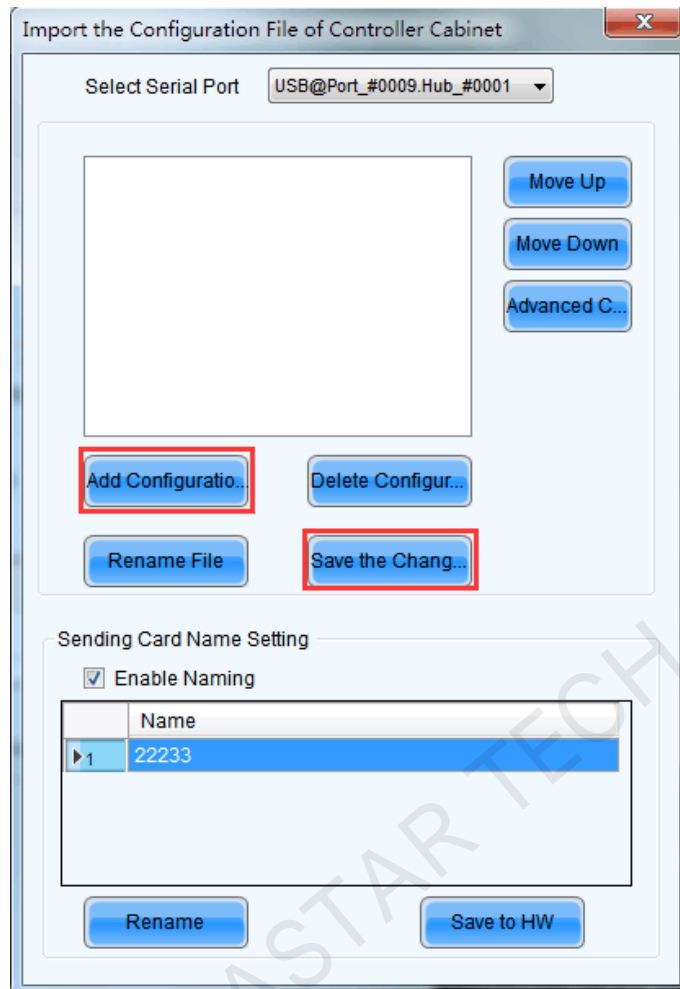 Import the Configuration File of Controller Cabinet
Select Serial Port USB@Port_#0009.Hub_#0001
Move Up
Move Down
Advanced C...
Add Configuratio... Delete Configur...
Rename File Save the Chang...
Sending Card Name Setting
Enable Naming
Name
1 22233
Rename Save to HW
ASTAR TECH